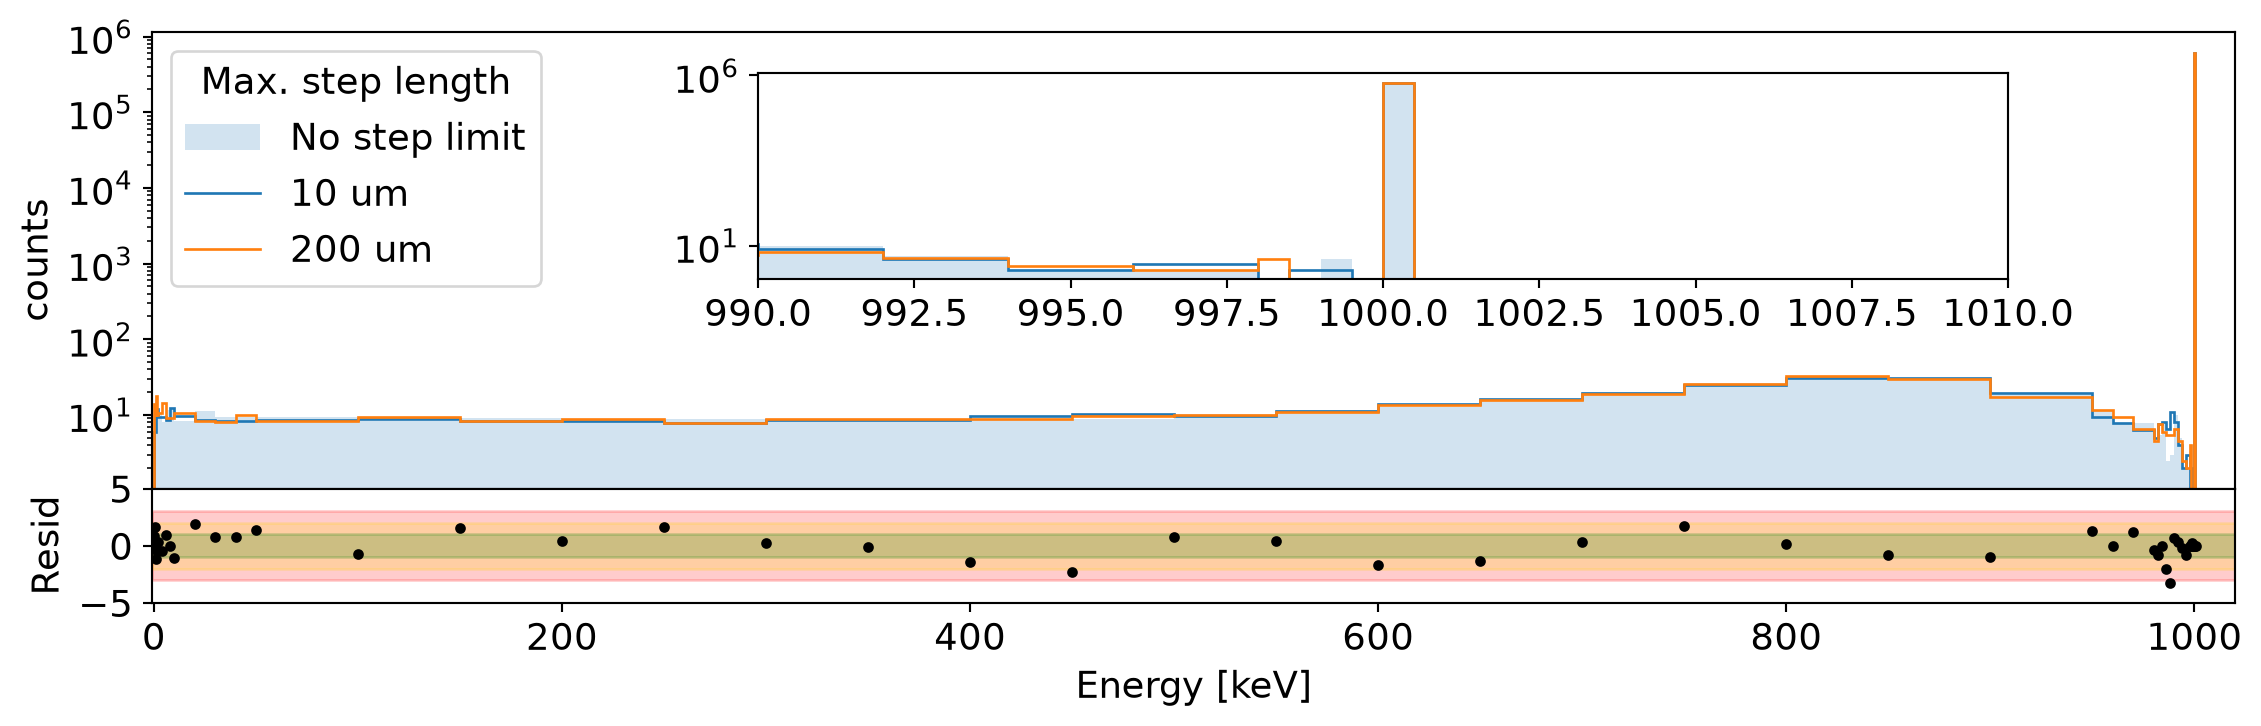 counts
10^6
10^5
10^4
10^3
10^2
10^1
Max. step length
No step limit
10 um
200 um
10^6
10^1
990.0 992.5 995.0 997.5 1000.0 1002.5 1005.0 1007.5 1010.0
Resid
5
0
−5
0 200 400 600 800 1000
Energy [keV]